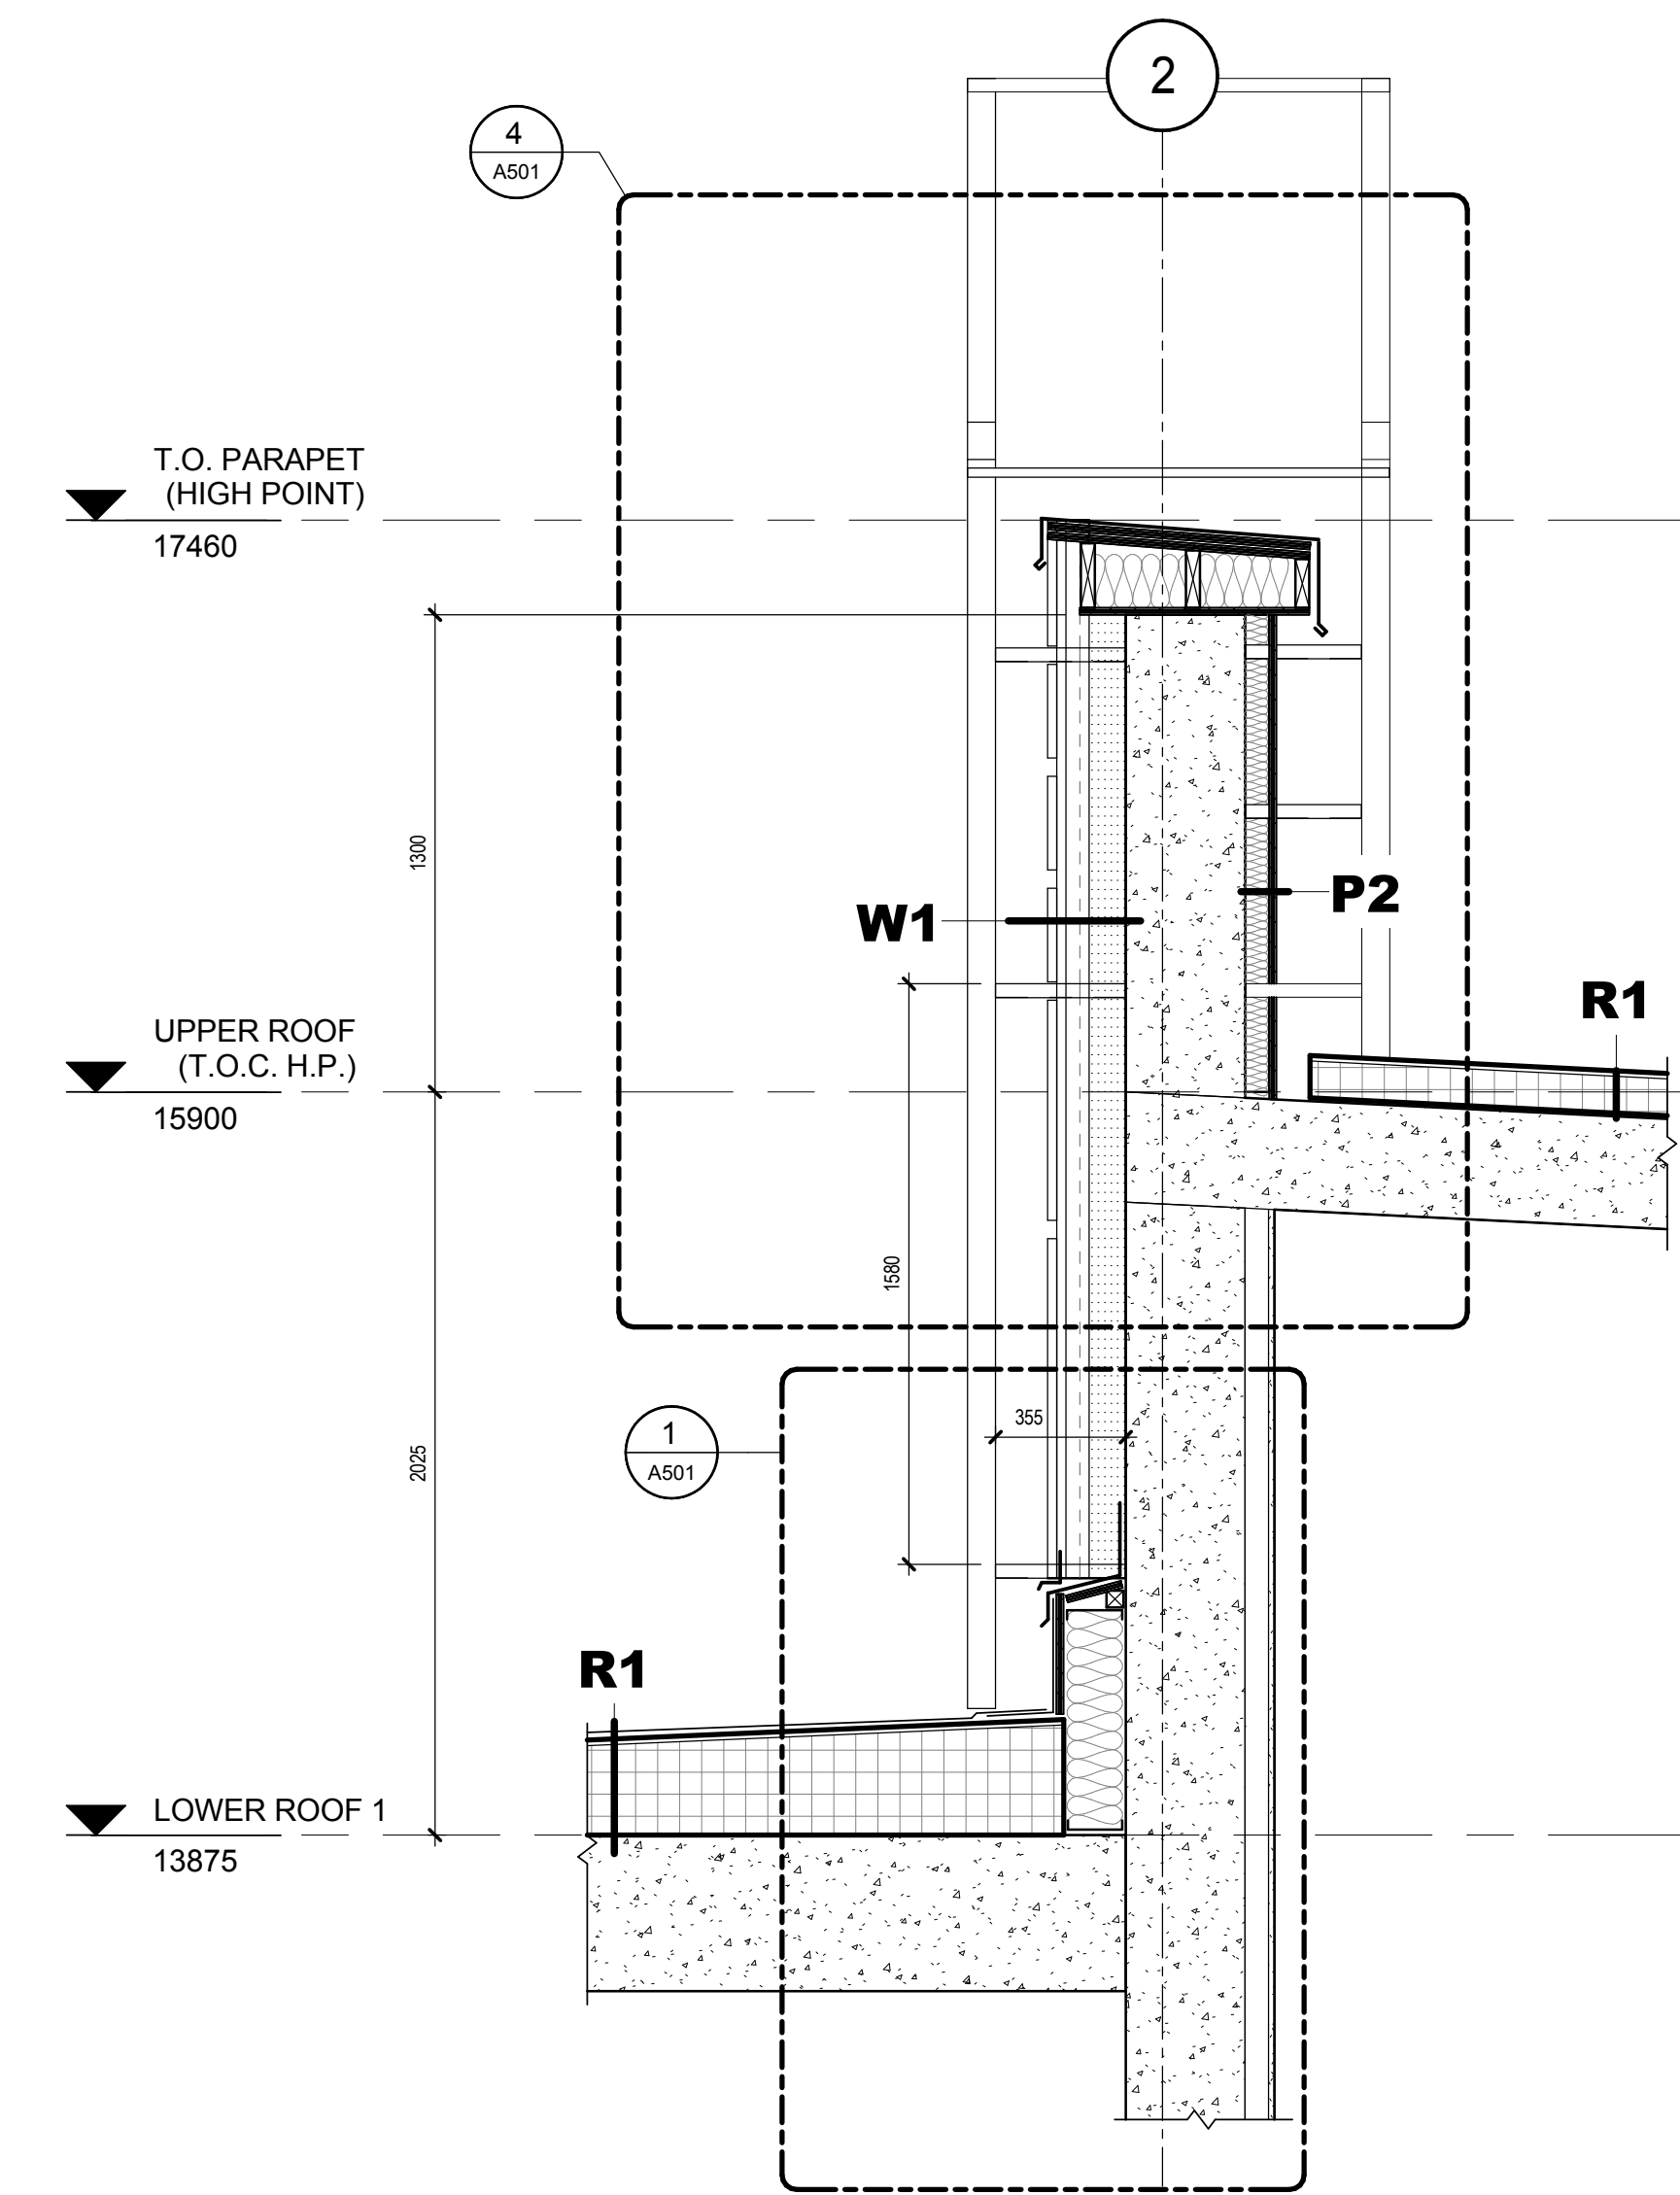 2
4
A501
T.O. PARAPET
(HIGH POINT)
17460
1300
P2
W1
R1
UPPER ROOF
(T.O.C. H.P.)
15900
1580
355
1
A501
2025
R1
LOWER ROOF 1
13875